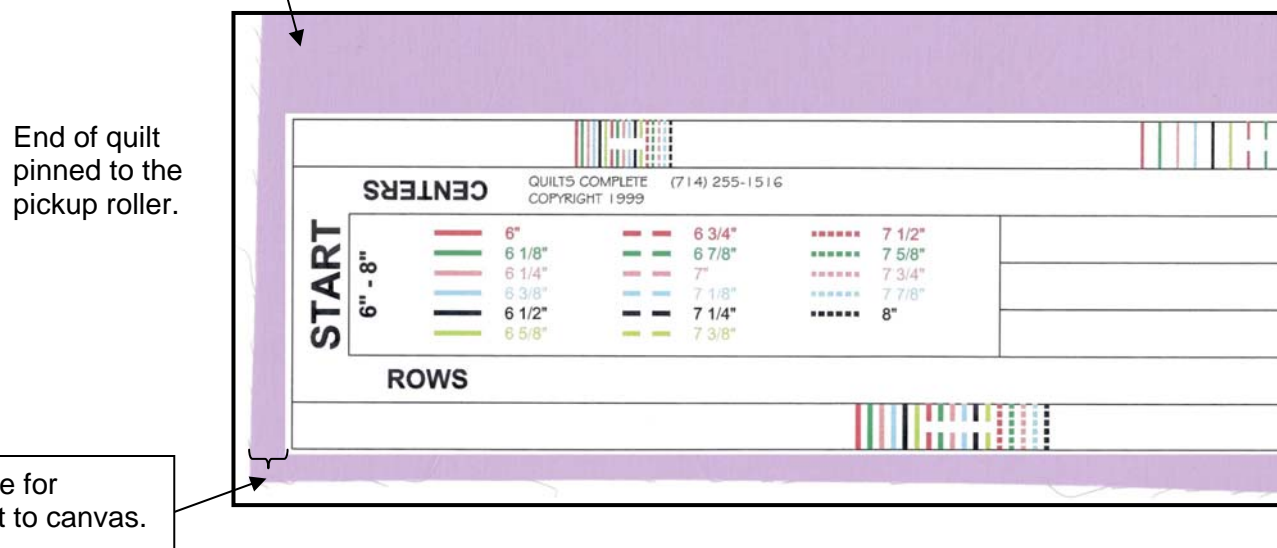 End of quilt
pinned to the
pickup roller.
CENTERS
QUILTS COMPLETE (714) 255-1516
COPYRIGHT 1999
START
6" - 8"
6" 6 3/4" 7 1/2"
6 1/8" 6 7/8" 7 5/8"
6 1/4" 7" 7 3/4"
6 3/8" 7 1/8" 7 7/8"
6 1/2" 7 1/4" 8"
6 5/8" 7 3/8"
ROWS
e for
t to canvas.